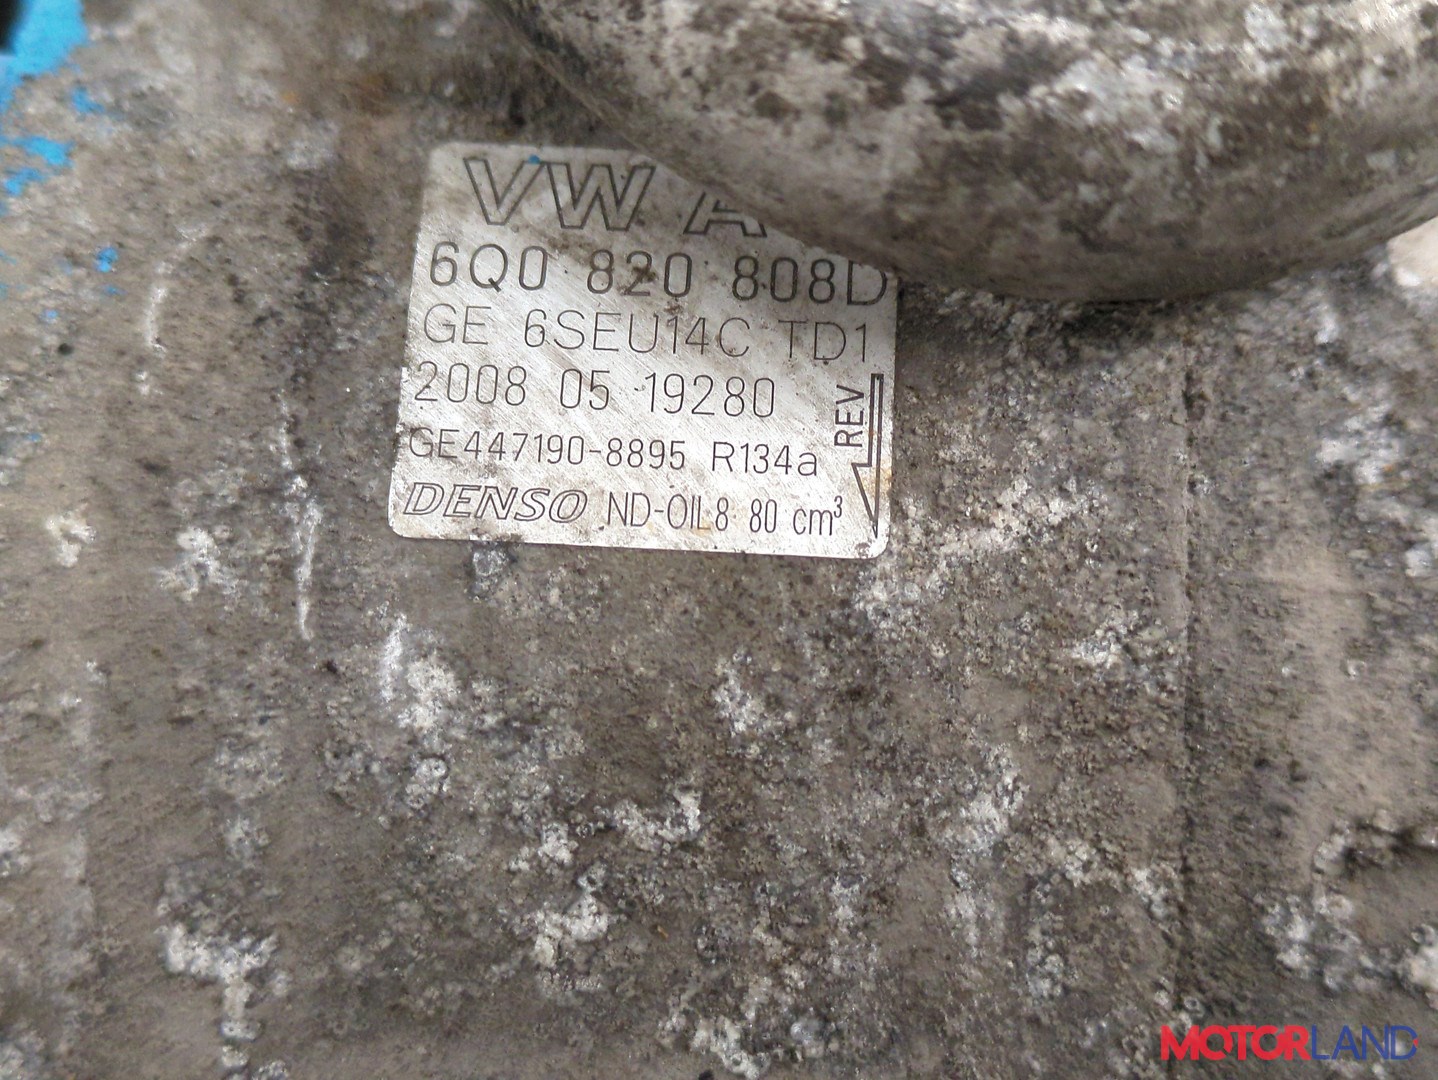 VW A
6Q0 820 808D
GE 6SEU14C TD1
2008 05 19280
GE447190-8895 R134a
REV
DENSO ND-OIL8 80 cm³
MOTORLAND